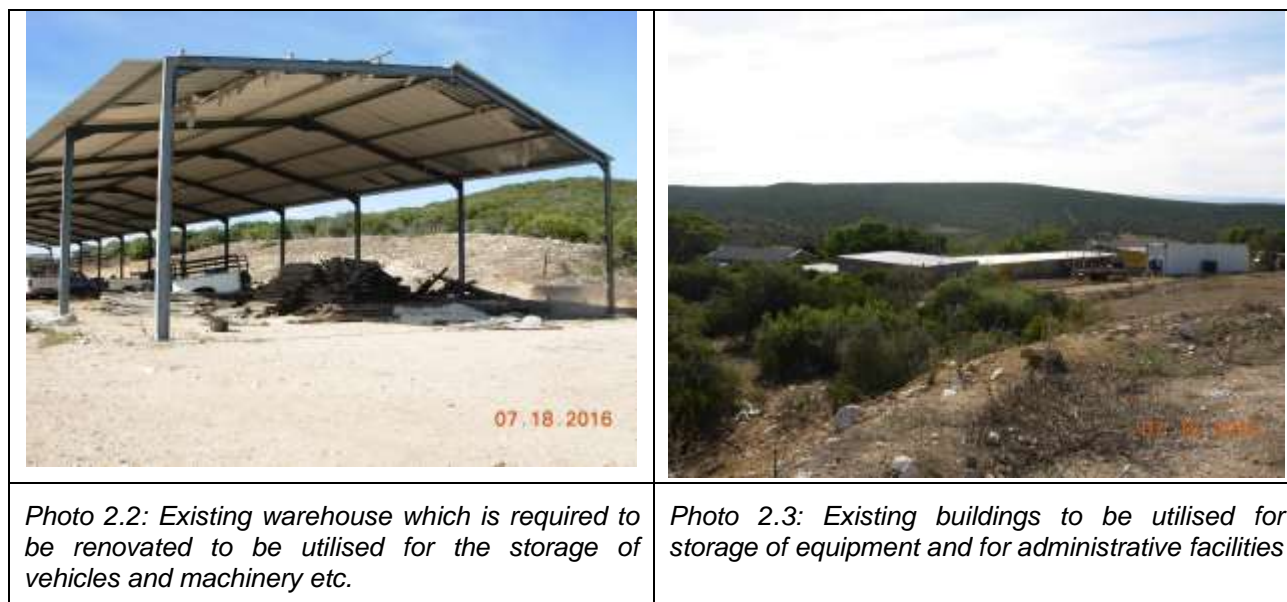 07.18.2016
Photo 2.2: Existing warehouse which is required to
be renovated to be utilised for the storage of
vehicles and machinery etc.
Photo 2.3: Existing buildings to be utilised for
storage of equipment and for administrative facilities